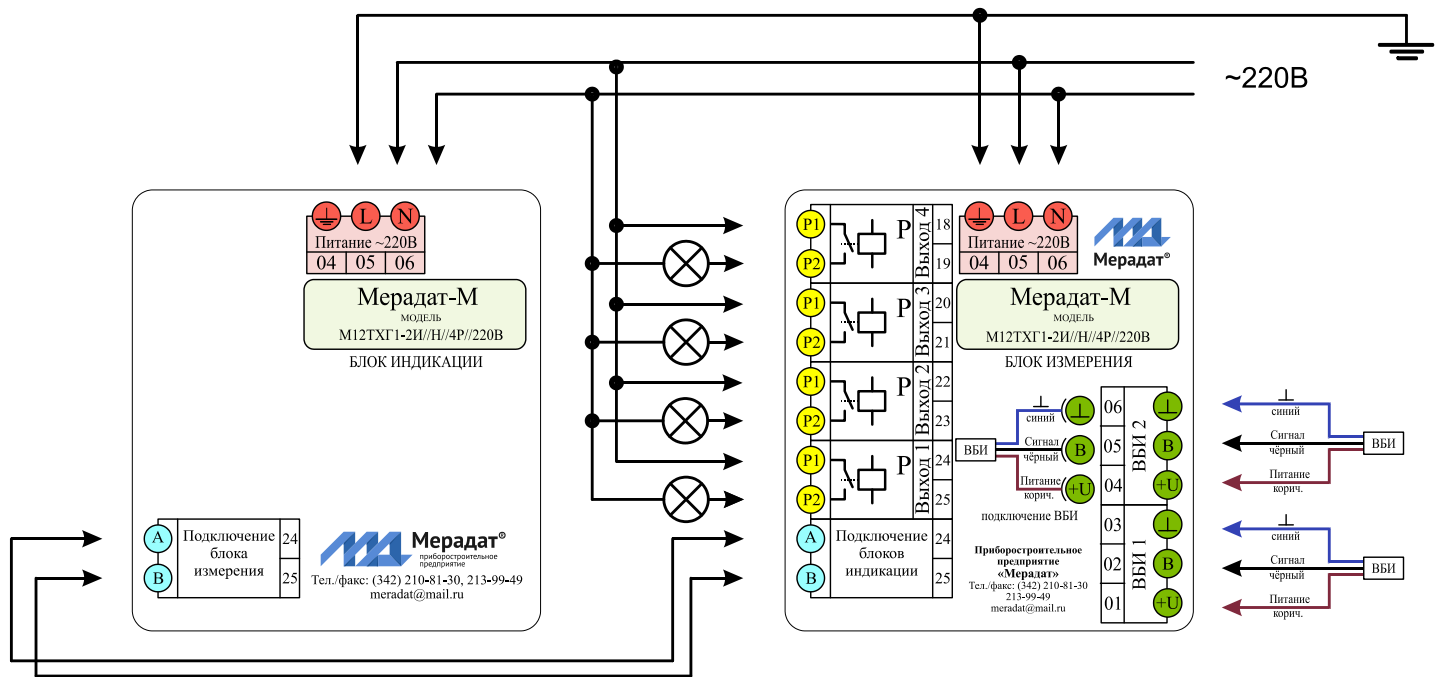 ~220В
L N
Питание ~220В
04 05 06
Мерадат-М
МОДЕЛЬ
М12ТХГ1-2И//Н//4Р//220В
БЛОК ИНДИКАЦИИ
A
B
Подключение
блока
измерения
24
25
Мерадат®
приборостроительное
предприятие
Тел./факс: (342) 210-81-30, 213-99-49
meradat@mail.ru
P1
P2
Р
Выход 4
18
19
P1
P2
Р
Выход 3
20
21
P1
P2
Р
Выход 2
22
23
P1
P2
Р
Выход 1
24
25
A
B
Подключение
блоков
индикации
24
25
L N
Питание ~220В
04 05 06
Мерадат®
Мерадат-М
МОДЕЛЬ
М12ТХГ1-2И//Н//4Р//220В
БЛОК ИЗМЕРЕНИЯ
ВБИ
синий
Сигнал
чёрный
B
Питание
корич.
+U
подключение ВБИ
Приборостроительное
предприятие
«Мерадат»
Тел./факс: (342) 210-81-30
213-99-49
meradat@mail.ru
06
05
04
ВБИ 2
B
+U
03
02
01
ВБИ 1
B
+U
синий
Сигнал
чёрный
Питание
корич.
ВБИ
синий
Сигнал
чёрный
Питание
корич.
ВБИ